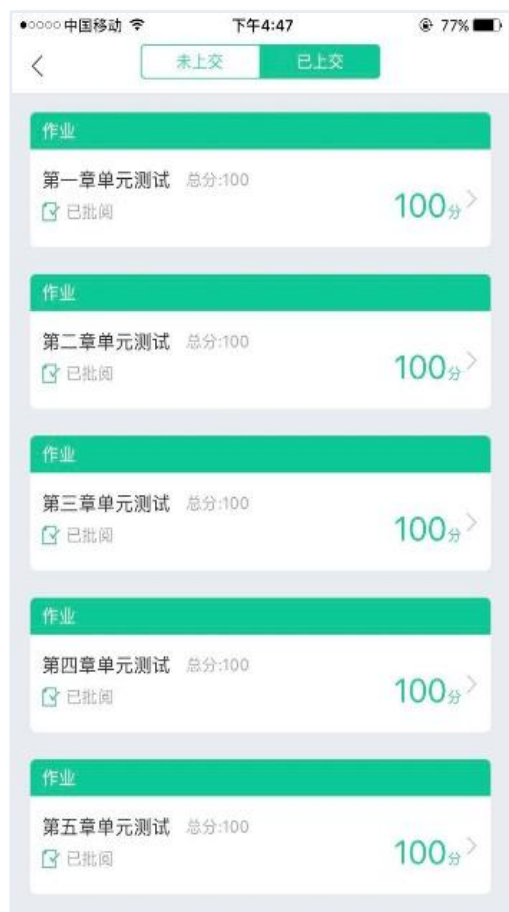 中国移动 下午4:47 77%
未上交 已上交
作业
第一章单元测试 总分:100
已批阅 100分
作业
第二章单元测试 总分:100
已批阅 100分
作业
第三章单元测试 总分:100
已批阅 100分
作业
第四章单元测试 总分:100
已批阅 100分
作业
第五章单元测试 总分:100
已批阅 100分